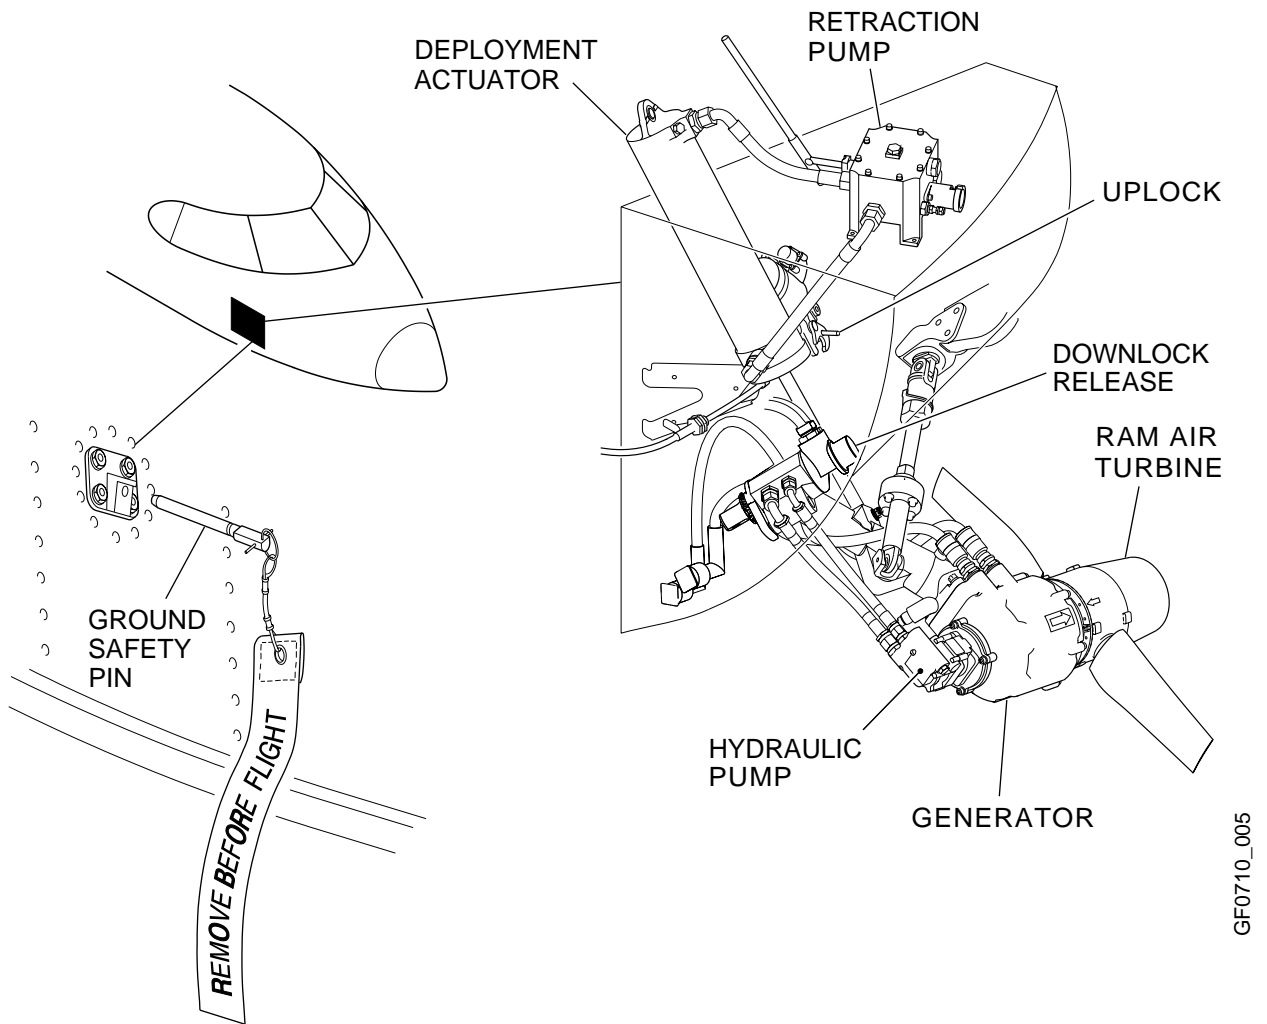 RETRACTION
PUMP
DEPLOYMENT
ACTUATOR
UPLOCK
DOWNLOCK
RELEASE
RAM AIR
TURBINE
GROUND
SAFETY
PIN
HYDRAULIC
PUMP
GENERATOR
REMOVE BEFORE FLIGHT
GF0710_005